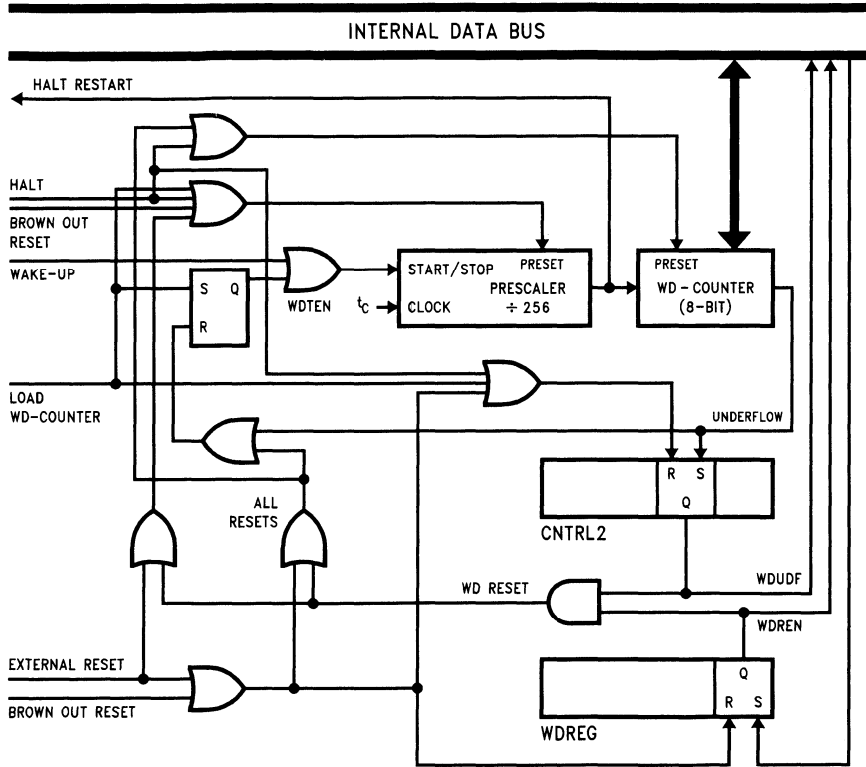 INTERNAL DATA BUS
HALT RESTART
HALT
BROWN OUT
RESET
WAKE-UP
S Q
R
WDTEN
START/STOP PRESET
PRESCALER
÷ 256
tC CLOCK
PRESET
WD-COUNTER
(8-BIT)
LOAD
WD-COUNTER
UNDERFLOW
R S
Q
CNTRL2
ALL
RESETS
WD RESET
WDUDF
WDREN
EXTERNAL RESET
BROWN OUT RESET
Q
R S
WDREG